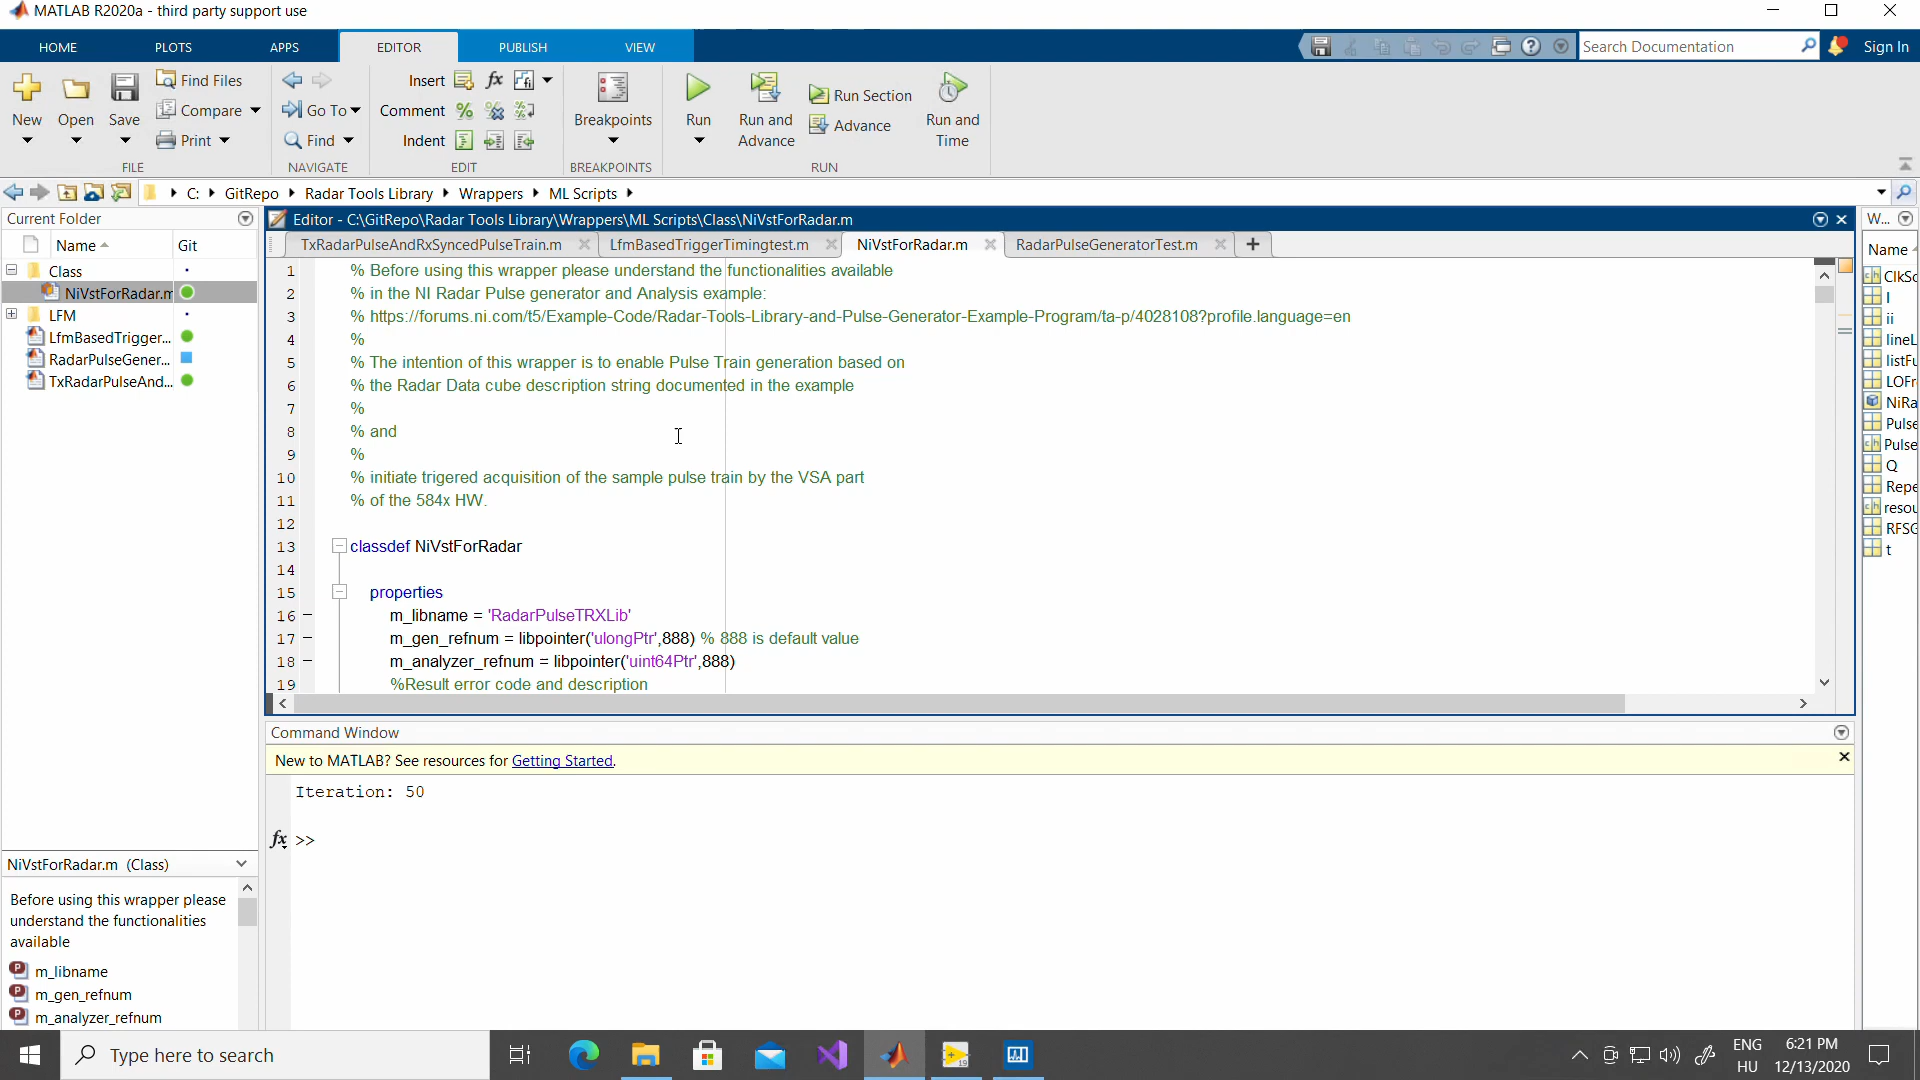 MATLAB R2020a - third party support use
HOME PLOTS APPS EDITOR PUBLISH VIEW
Search Documentation
Sign In
New Open Save
Find Files
Compare
Print
FILE
Go To
Find
NAVIGATE
Insert fx
Comment
Indent
EDIT
Breakpoints
BREAKPOINTS
Run
Run and Advance
Run Section
Advance
Run and Time
RUN
C: GitRepo Radar Tools Library Wrappers ML Scripts
Current Folder
Name Git
Class
NiVstForRadar.m
LFM
LfmBasedTrigger...
RadarPulseGener...
TxRadarPulseAnd...
Editor - C:\GitRepo\Radar Tools Library\Wrappers\ML Scripts\Class\NiVstForRadar.m
TxRadarPulseAndRxSyncedPulseTrain.m LfmBasedTriggerTimingtest.m NiVstForRadar.m RadarPulseGeneratorTest.m
1 % Before using this wrapper please understand the functionalities available
2 % in the NI Radar Pulse generator and Analysis example:
3 % https://forums.ni.com/t5/Example-Code/Radar-Tools-Library-and-Pulse-Generator-Example-Program/ta-p/4028108?profile.language=en
4 %
5 % The intention of this wrapper is to enable Pulse Train generation based on
6 % the Radar Data cube description string documented in the example
7 %
8 % and
9 %
10 % initiate trigered acquisition of the sample pulse train by the VSA part
11 % of the 584x HW.
12
13 classdef NiVstForRadar
14
15 properties
16 m_libname = 'RadarPulseTRXLib'
17 m_gen_refnum = libpointer('ulongPtr',888) % 888 is default value
18 m_analyzer_refnum = libpointer('uint64Ptr',888)
19 %Result error code and description
W...
Name
ClkSc
I
ii
lineL
listFu
LOFr
NiRa
Pulse
Pulse
Q
Repe
resou
RFSG
t
Command Window
New to MATLAB? See resources for Getting Started.
Iteration: 50
fx >>
NiVstForRadar.m (Class)
Before using this wrapper please
understand the functionalities
available
m_libname
m_gen_refnum
m_analyzer_refnum
Type here to search
19
ENG
HU
6:21 PM
12/13/2020